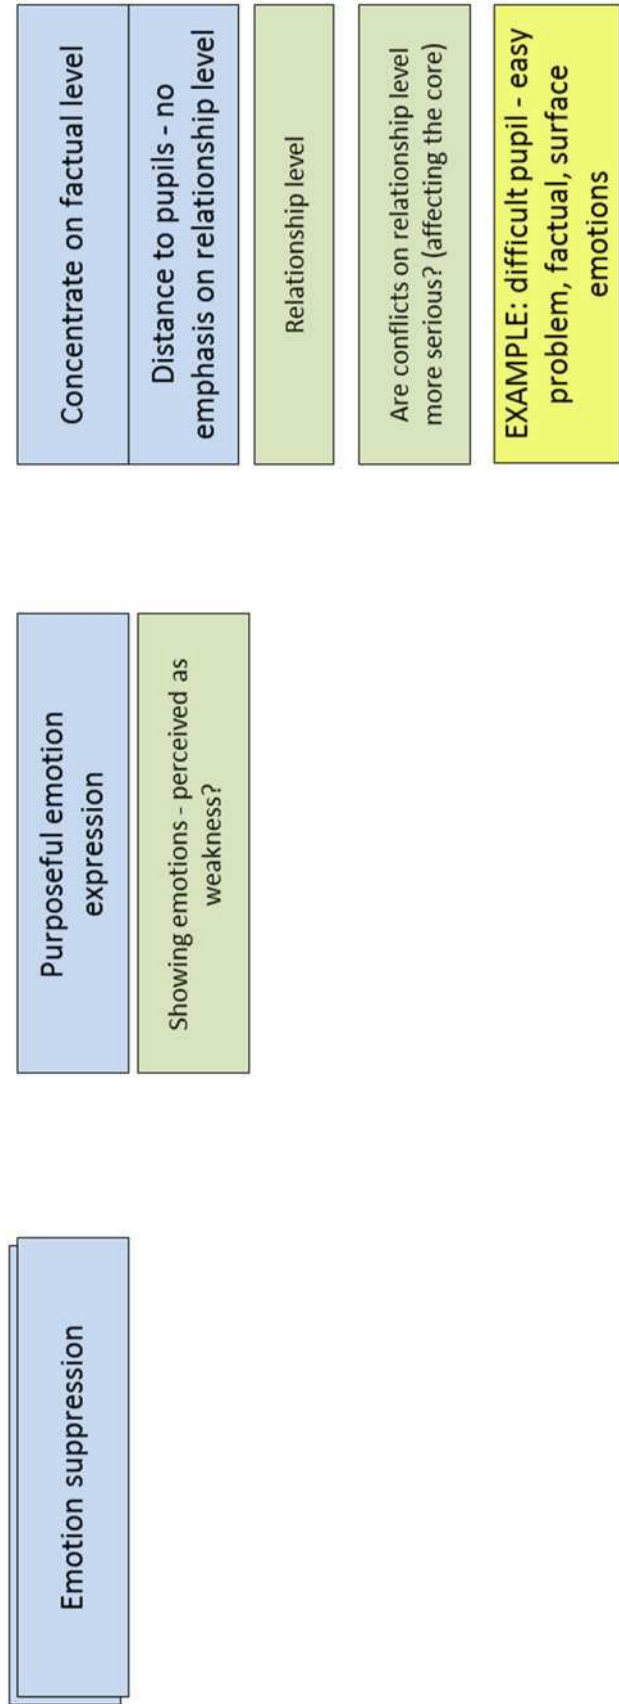 Emotion suppression
Purposeful emotion
expression
Showing emotions - perceived as
weakness?
Concentrate on factual level
Distance to pupils - no
emphasis on relationship level
Relationship level
Are conflicts on relationship level
more serious? (affecting the core)
EXAMPLE: difficult pupil - easy
problem, factual, surface
emotions